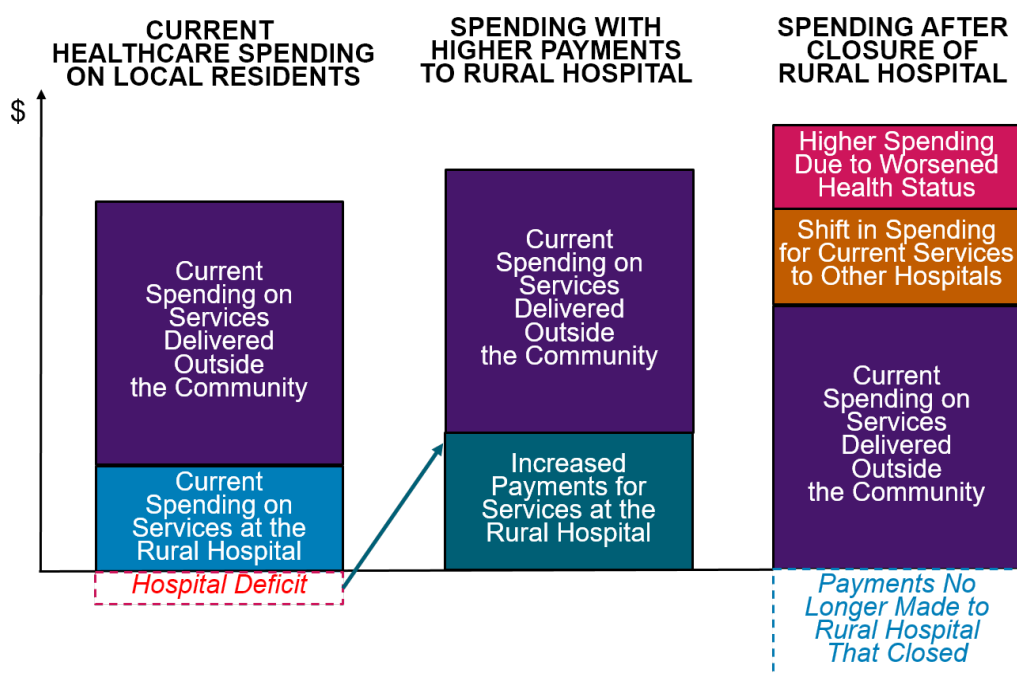 CURRENT
HEALTHCARE SPENDING
ON LOCAL RESIDENTS
SPENDING WITH
HIGHER PAYMENTS
TO RURAL HOSPITAL
SPENDING AFTER
CLOSURE OF
RURAL HOSPITAL
$
Current
Spending on
Services
Delivered
Outside
the Community
Current
Spending on
Services at the
Rural Hospital
Hospital Deficit
Current
Spending on
Services
Delivered
Outside
the Community
Increased
Payments for
Services at the
Rural Hospital
Higher Spending
Due to Worsened
Health Status
Shift in Spending
for Current Services
to Other Hospitals
Current
Spending on
Services
Delivered
Outside
the Community
Payments No
Longer Made to
Rural Hospital
That Closed